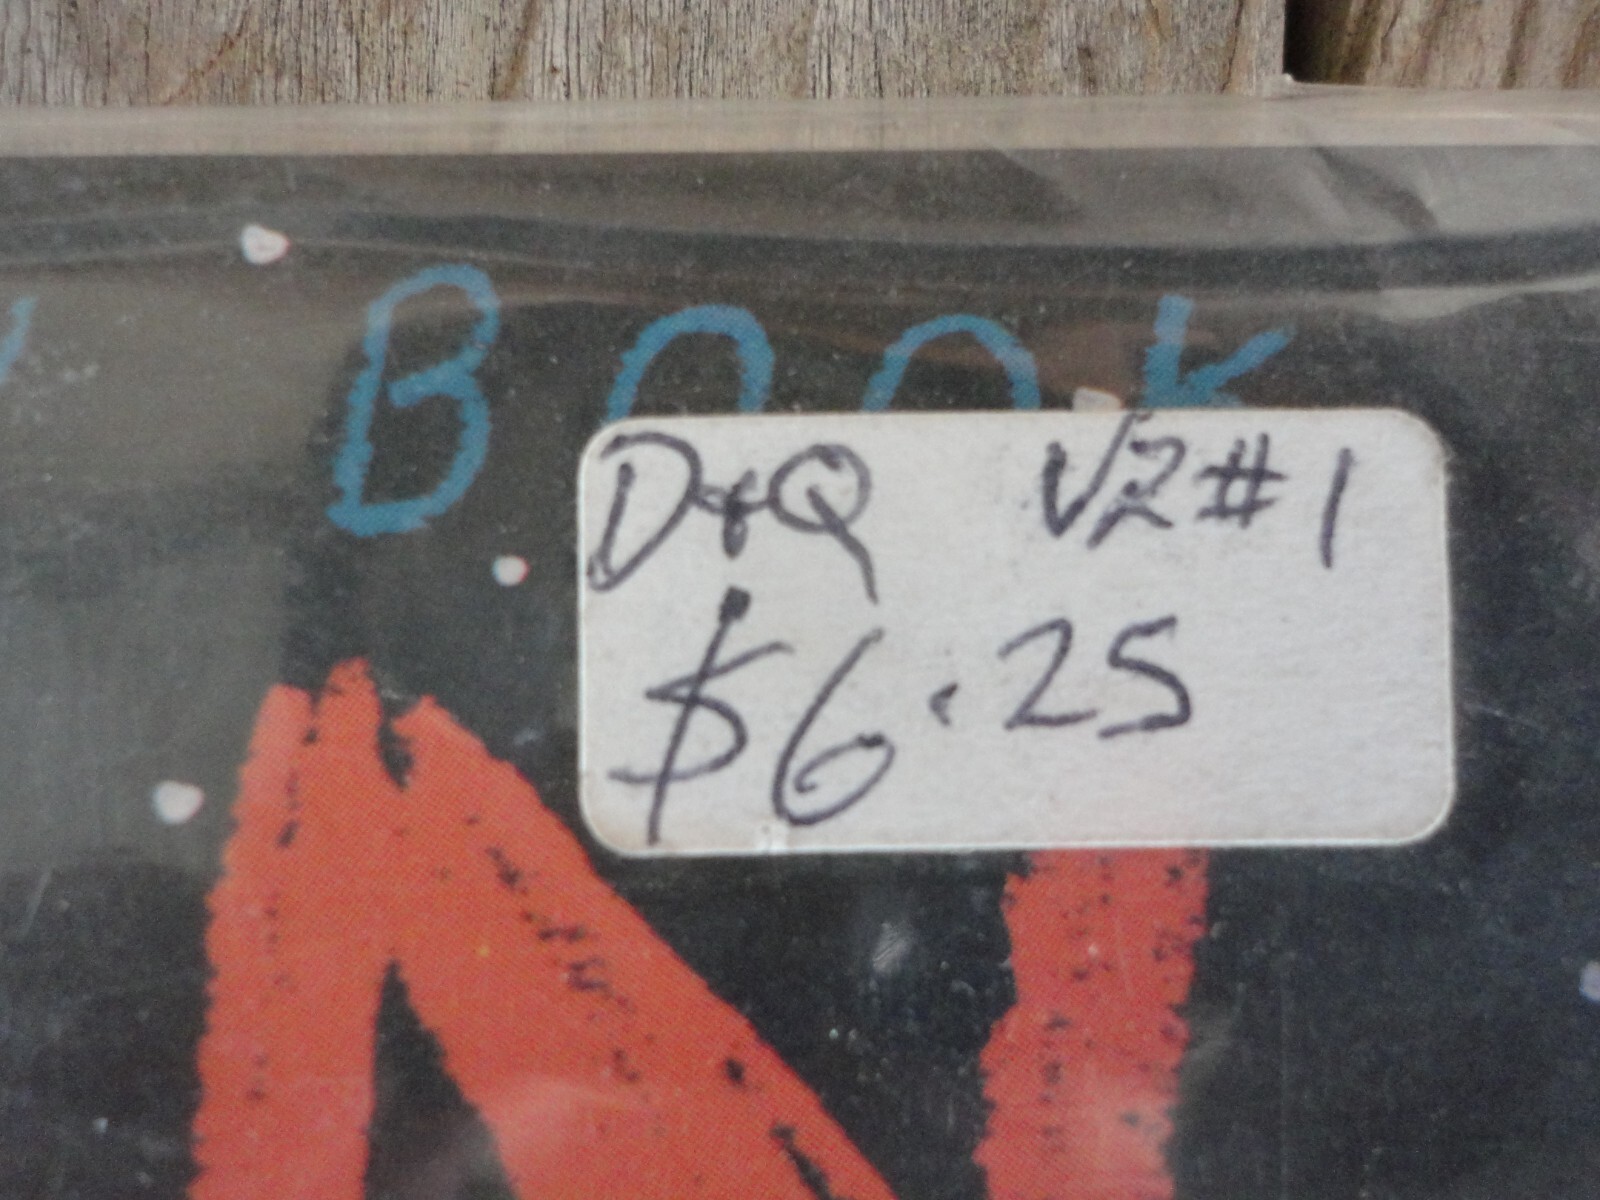 BOOK
D+Q V2#1
$6.25
N